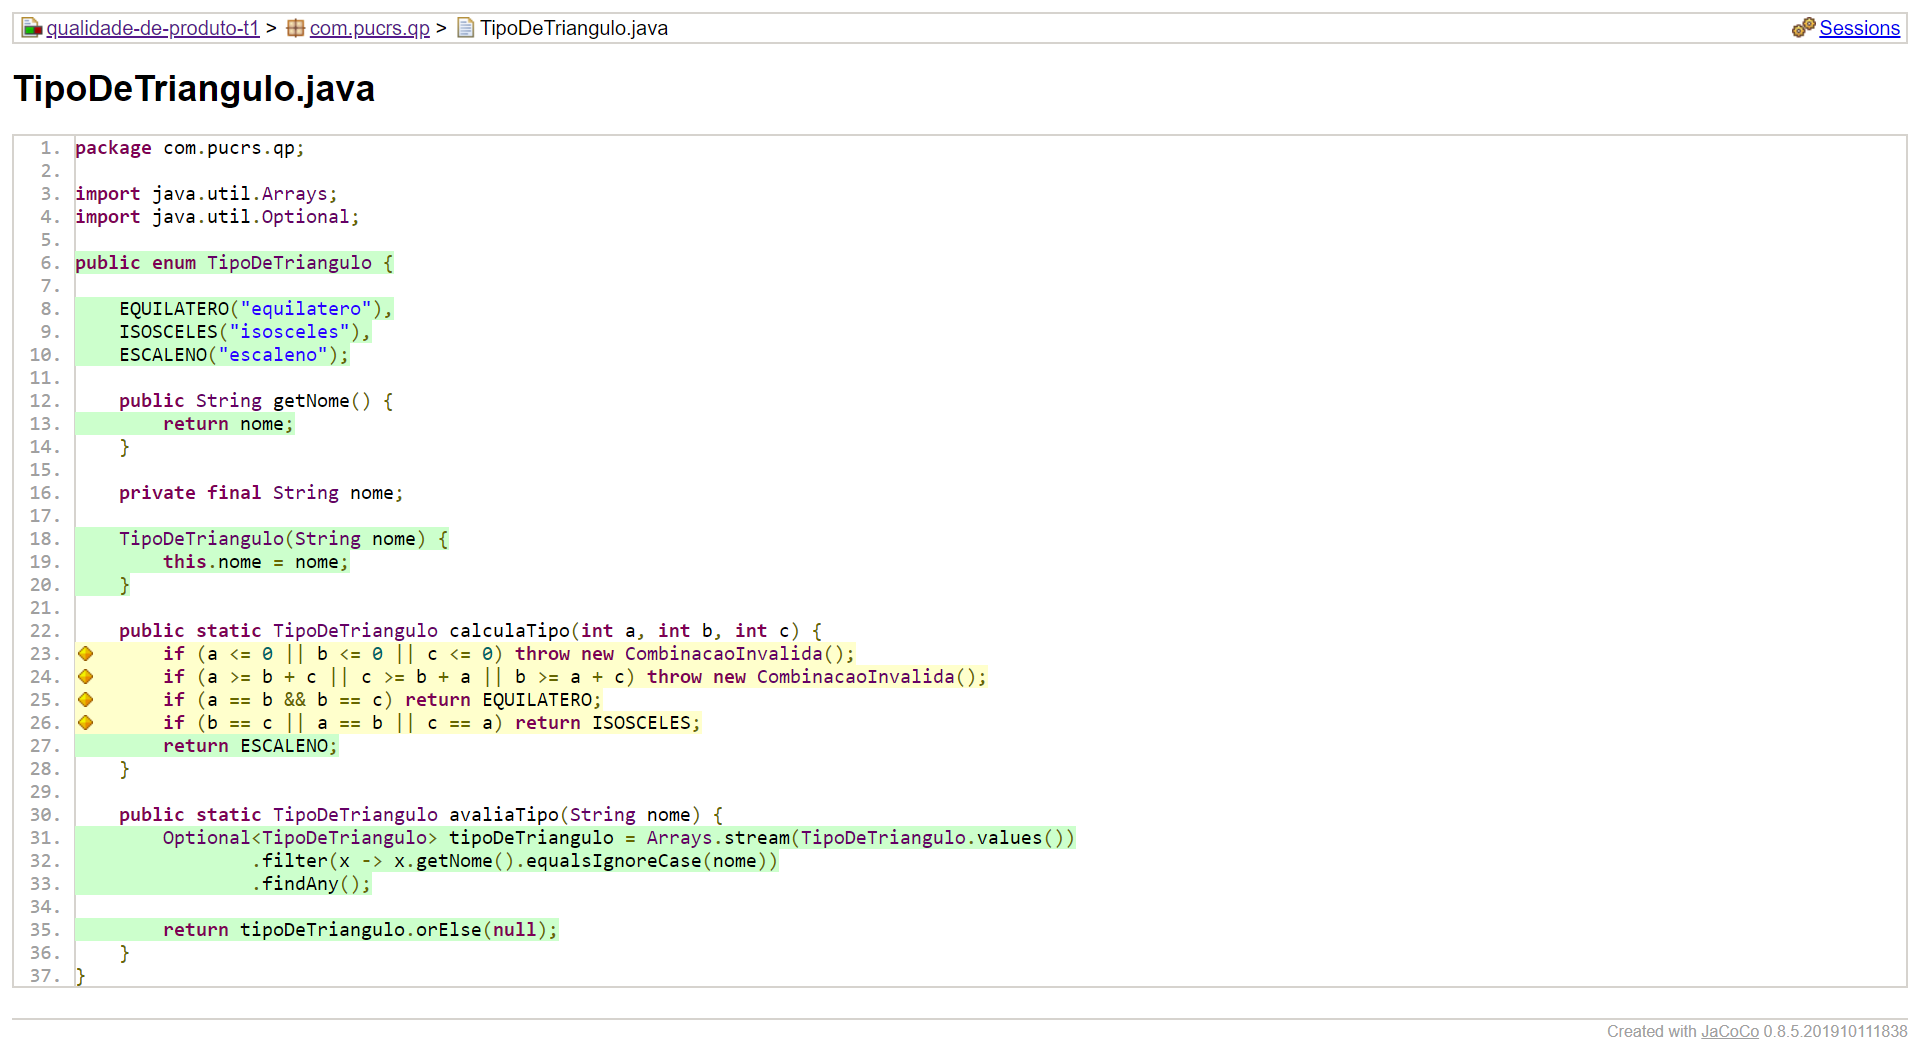 qualidade-de-produto-t1 > com.pucrs.qp > TipoDeTriangulo.java Sessions
TipoDeTriangulo.java
1. package com.pucrs.qp;
2.
3. import java.util.Arrays;
4. import java.util.Optional;
5.
6. public enum TipoDeTriangulo {
7.
8.     EQUILATERO("equilatero"),
9.     ISOSCELES("isosceles"),
10.     ESCALENO("escaleno");
11.
12.     public String getNome() {
13.         return nome;
14.     }
15.
16.     private final String nome;
17.
18.     TipoDeTriangulo(String nome) {
19.         this.nome = nome;
20.     }
21.
22.     public static TipoDeTriangulo calculaTipo(int a, int b, int c) {
23.         if (a <= 0 || b <= 0 || c <= 0) throw new CombinacaoInvalida();
24.         if (a >= b + c || c >= b + a || b >= a + c) throw new CombinacaoInvalida();
25.         if (a == b && b == c) return EQUILATERO;
26.         if (b == c || a == b || c == a) return ISOSCELES;
27.         return ESCALENO;
28.     }
29.
30.     public static TipoDeTriangulo avaliaTipo(String nome) {
31.         Optional<TipoDeTriangulo> tipoDeTriangulo = Arrays.stream(TipoDeTriangulo.values())
32.                 .filter(x -> x.getNome().equalsIgnoreCase(nome))
33.                 .findAny();
34.
35.         return tipoDeTriangulo.orElse(null);
36.     }
37. }
Created with JaCoCo 0.8.5.201910111838